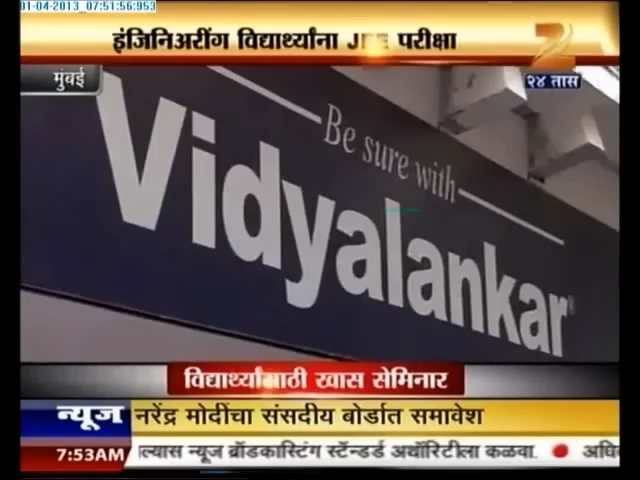 01-04-2013_07:51:56:953
इंजिनिअरींग विद्यार्थ्यांना JEE परीक्षा
मुंबई
२४ तास
Be sure with
Vidyalankar
विद्यार्थ्यांसाठी खास सेमिनार
न्यूज नरेंद्र मोदींचा संसदीय बोर्डात समावेश
7:53AM ल्यास न्यूज ब्रॉडकास्टिंग स्टॅन्डर्ड अथॉरिटीला कळवा.